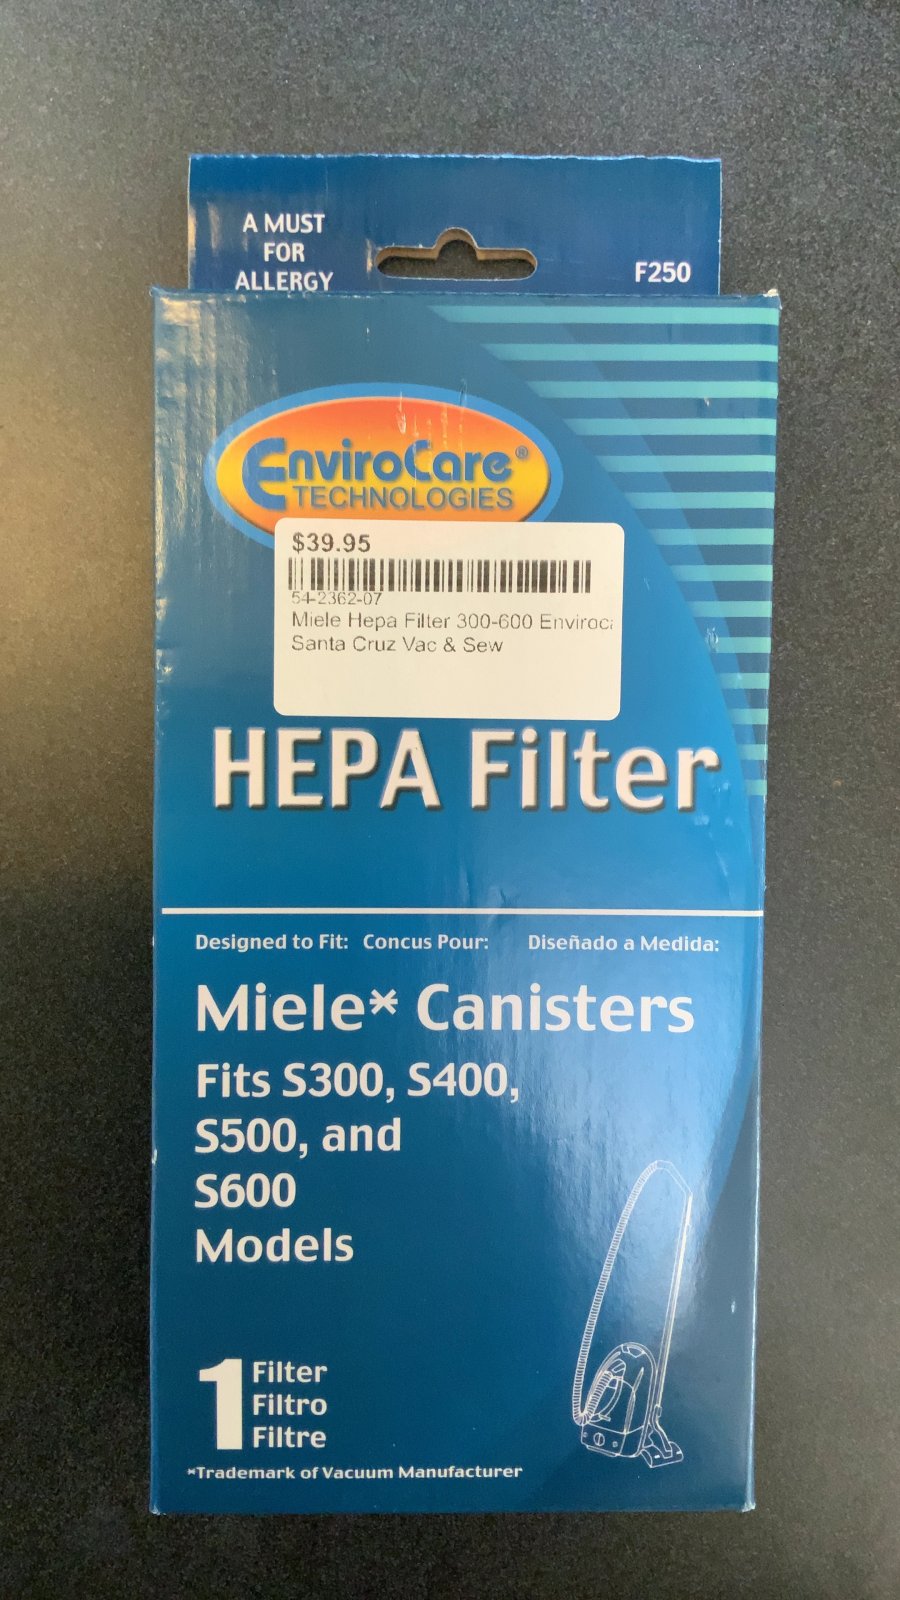 A MUST
FOR
ALLERGY
F250
EnviroCare®
TECHNOLOGIES
$39.95
54-2362-07
Miele Hepa Filter 300-600 Enviroca
Santa Cruz Vac & Sew
HEPA Filter
Designed to Fit: Concus Pour: Diseñado a Medida:
Miele* Canisters
Fits S300, S400,
S500, and
S600
Models
1 Filter
Filtro
Filtre
*Trademark of Vacuum Manufacturer